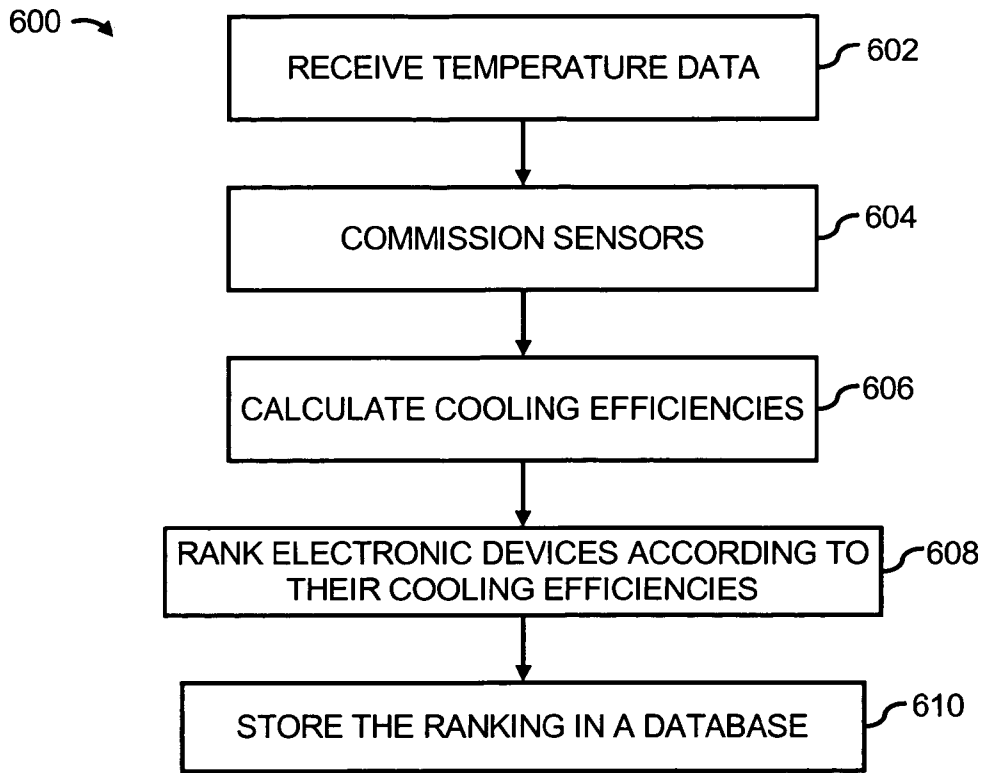 600
RECEIVE TEMPERATURE DATA
602
COMMISSION SENSORS
604
CALCULATE COOLING EFFICIENCIES
606
RANK ELECTRONIC DEVICES ACCORDING TO
THEIR COOLING EFFICIENCIES
608
STORE THE RANKING IN A DATABASE
610